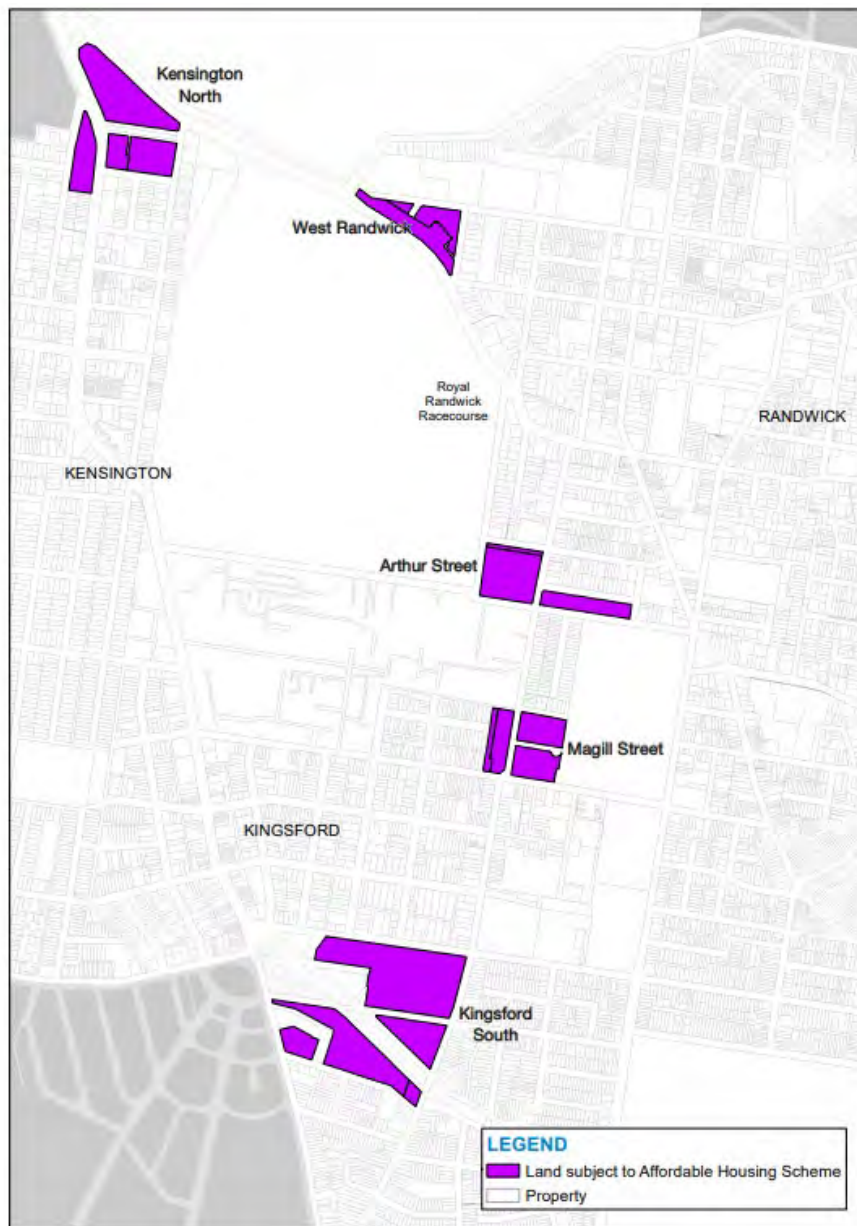 Kensington
North
West Randwick
Royal
Randwick
Racecourse
RANDWICK
KENSINGTON
Arthur Street
Magill Street
KINGSFORD
Kingsford
South
LEGEND
Land subject to Affordable Housing Scheme
Property